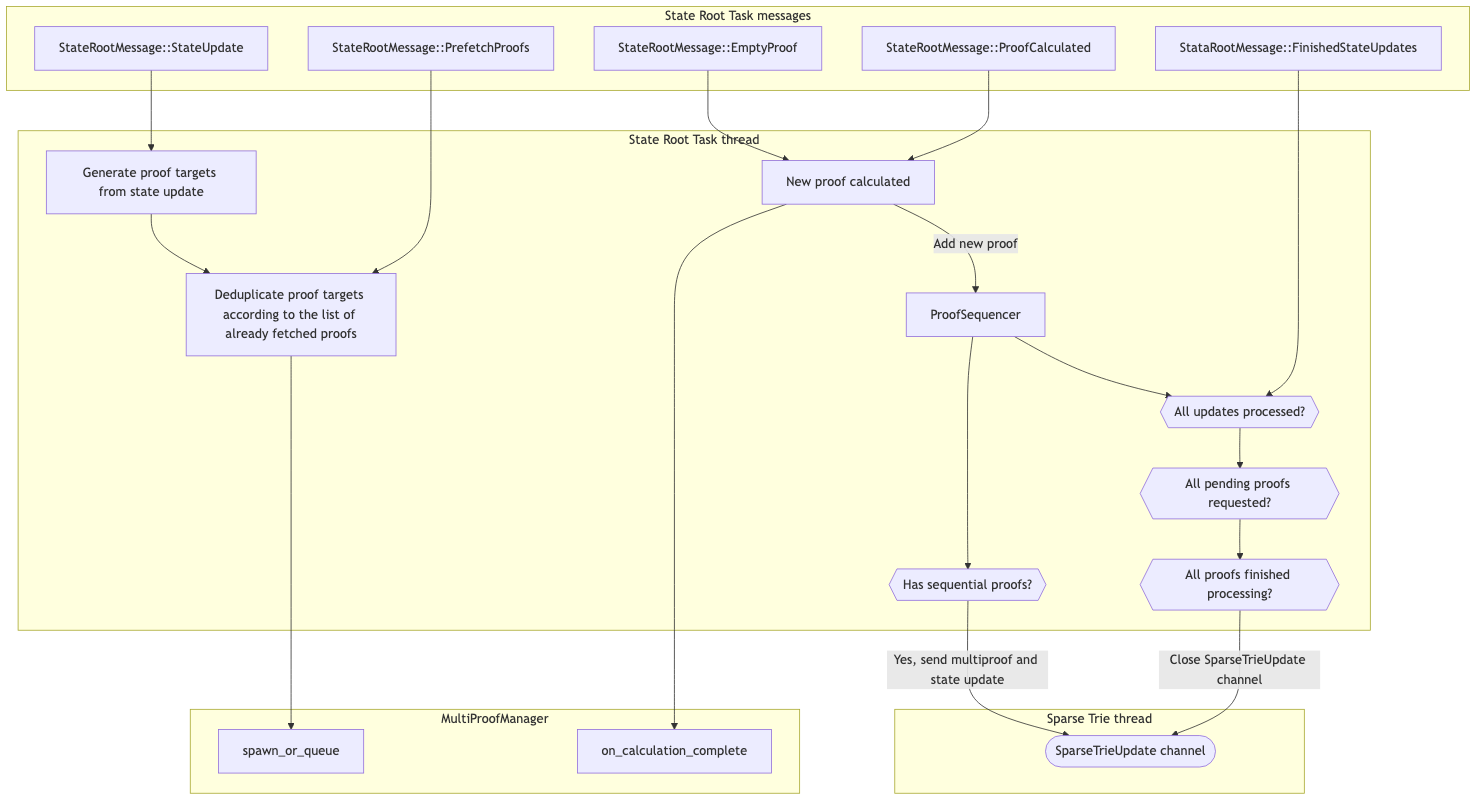 State Root Task messages
StateRootMessage::StateUpdate
StateRootMessage::PrefetchProofs
StateRootMessage::EmptyProof
StateRootMessage::ProofCalculated
StataRootMessage::FinishedStateUpdates
State Root Task thread
Generate proof targets
from state update
New proof calculated
Add new proof
Deduplicate proof targets
according to the list of
already fetched proofs
ProofSequencer
All updates processed?
All pending proofs
requested?
Has sequential proofs?
All proofs finished
processing?
Yes, send multiproof and
state update
Close SparseTrieUpdate
channel
MultiProofManager
spawn_or_queue
on_calculation_complete
Sparse Trie thread
SparseTrieUpdate channel